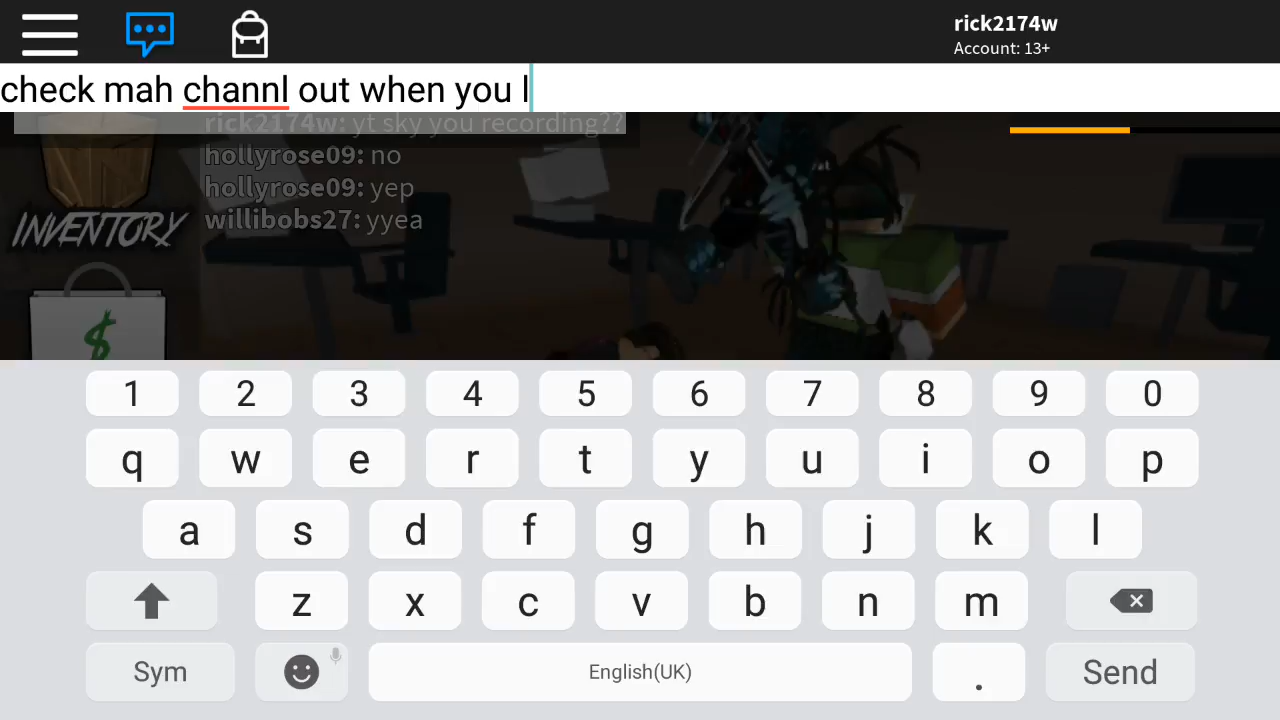 rick2174w
Account: 13+
check mah channl out when you l
rick2174w: yt sky you recording??
hollyrose09: no
hollyrose09: yep
willibobs27: yyea
INVENTORY
$
1 2 3 4 5 6 7 8 9 0
q w e r t y u i o p
a s d f g h j k l
z x c v b n m
Sym English(UK) . Send